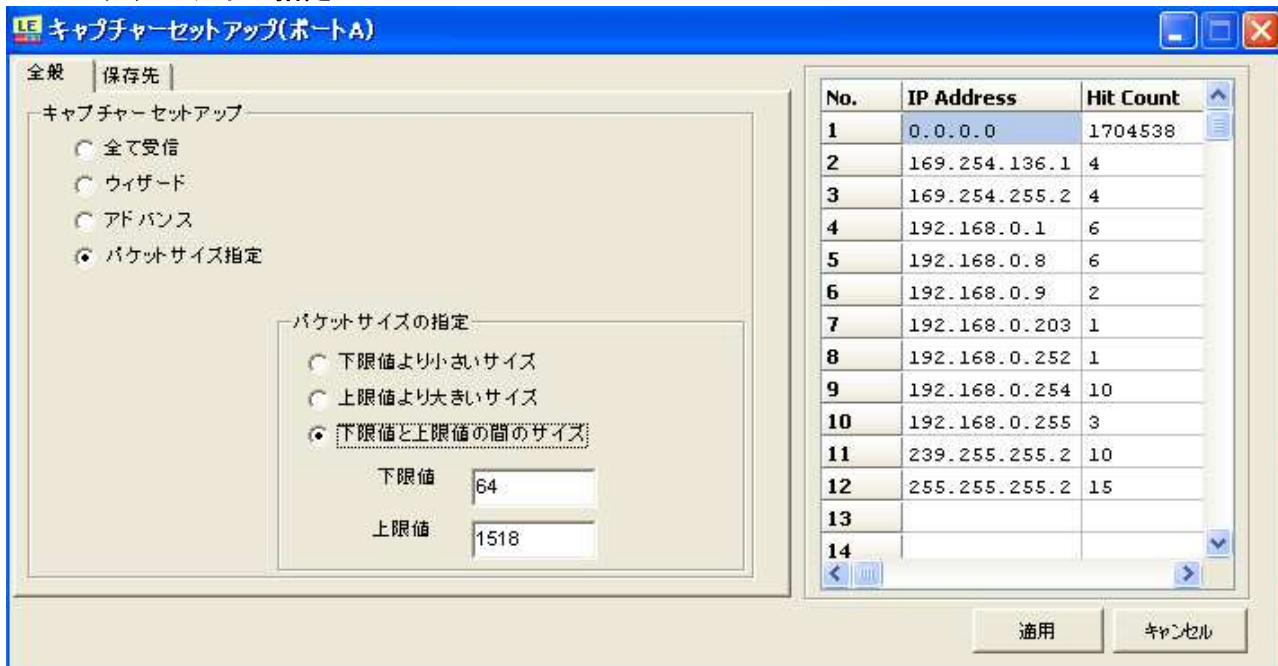 LE キャプチャーセットアップ(ポートA)
全般
保存先
キャプチャーセットアップ
全て受信
ウィザード
アドバンス
パケットサイズ指定
パケットサイズの指定
下限値より小さいサイズ
上限値より大きいサイズ
下限値と上限値の間のサイズ
下限値 64
上限値 1518
No. IP Address Hit Count
1 0.0.0.0 1704538
2 169.254.136.1 4
3 169.254.255.2 4
4 192.168.0.1 6
5 192.168.0.8 6
6 192.168.0.9 2
7 192.168.0.203 1
8 192.168.0.252 1
9 192.168.0.254 10
10 192.168.0.255 3
11 239.255.255.2 10
12 255.255.255.2 15
13
14
適用
キャンセル